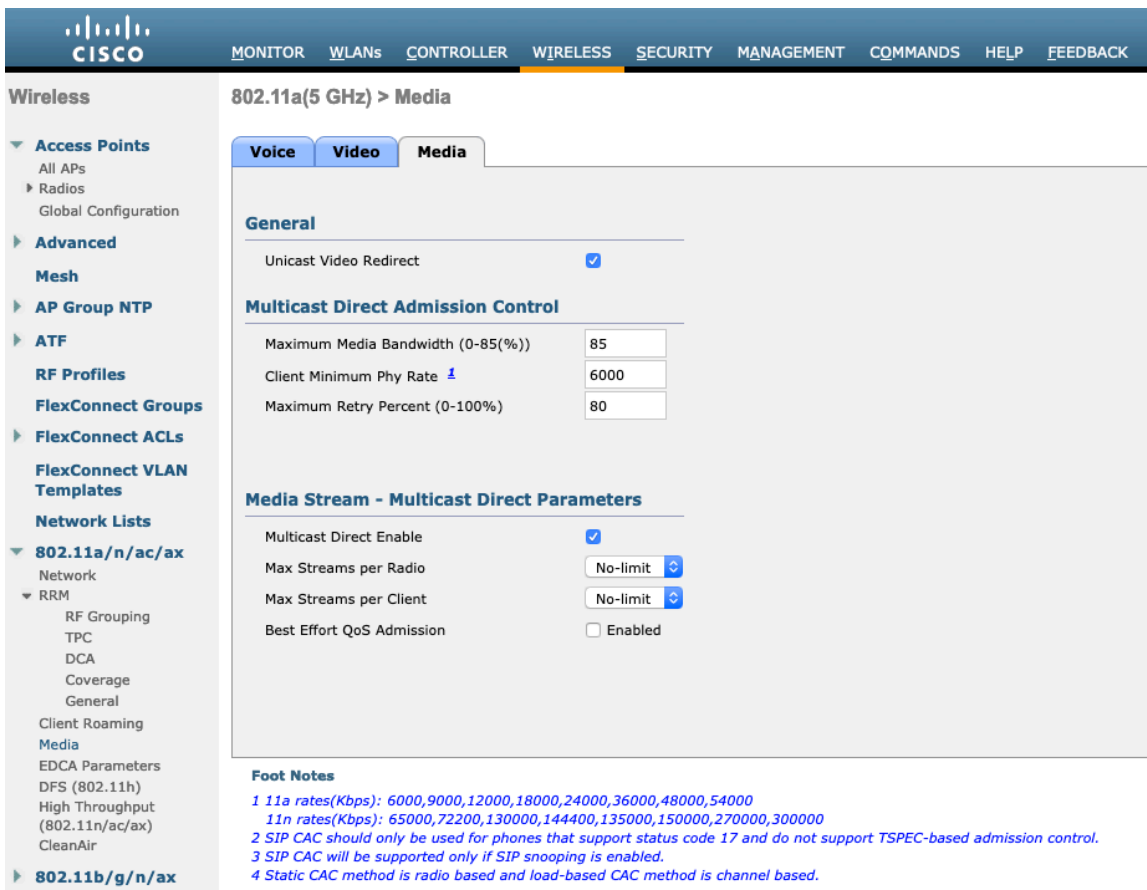 CISCO
MONITOR WLANs CONTROLLER WIRELESS SECURITY MANAGEMENT COMMANDS HELP FEEDBACK
Wireless
Access Points
All APs
Radios
Global Configuration
Advanced
Mesh
AP Group NTP
ATF
RF Profiles
FlexConnect Groups
FlexConnect ACLs
FlexConnect VLAN
Templates
Network Lists
802.11a/n/ac/ax
Network
RRM
RF Grouping
TPC
DCA
Coverage
General
Client Roaming
Media
EDCA Parameters
DFS (802.11h)
High Throughput
(802.11n/ac/ax)
CleanAir
802.11b/g/n/ax
802.11a(5 GHz) > Media
Voice Video Media
General
Unicast Video Redirect
Multicast Direct Admission Control
Maximum Media Bandwidth (0-85(%)) 85
Client Minimum Phy Rate 1 6000
Maximum Retry Percent (0-100%) 80
Media Stream - Multicast Direct Parameters
Multicast Direct Enable
Max Streams per Radio No-limit
Max Streams per Client No-limit
Best Effort QoS Admission Enabled
Foot Notes
1 11a rates(Kbps): 6000,9000,12000,18000,24000,36000,48000,54000
11n rates(Kbps): 65000,72200,130000,144400,135000,150000,270000,300000
2 SIP CAC should only be used for phones that support status code 17 and do not support TSPEC-based admission control.
3 SIP CAC will be supported only if SIP snooping is enabled.
4 Static CAC method is radio based and load-based CAC method is channel based.